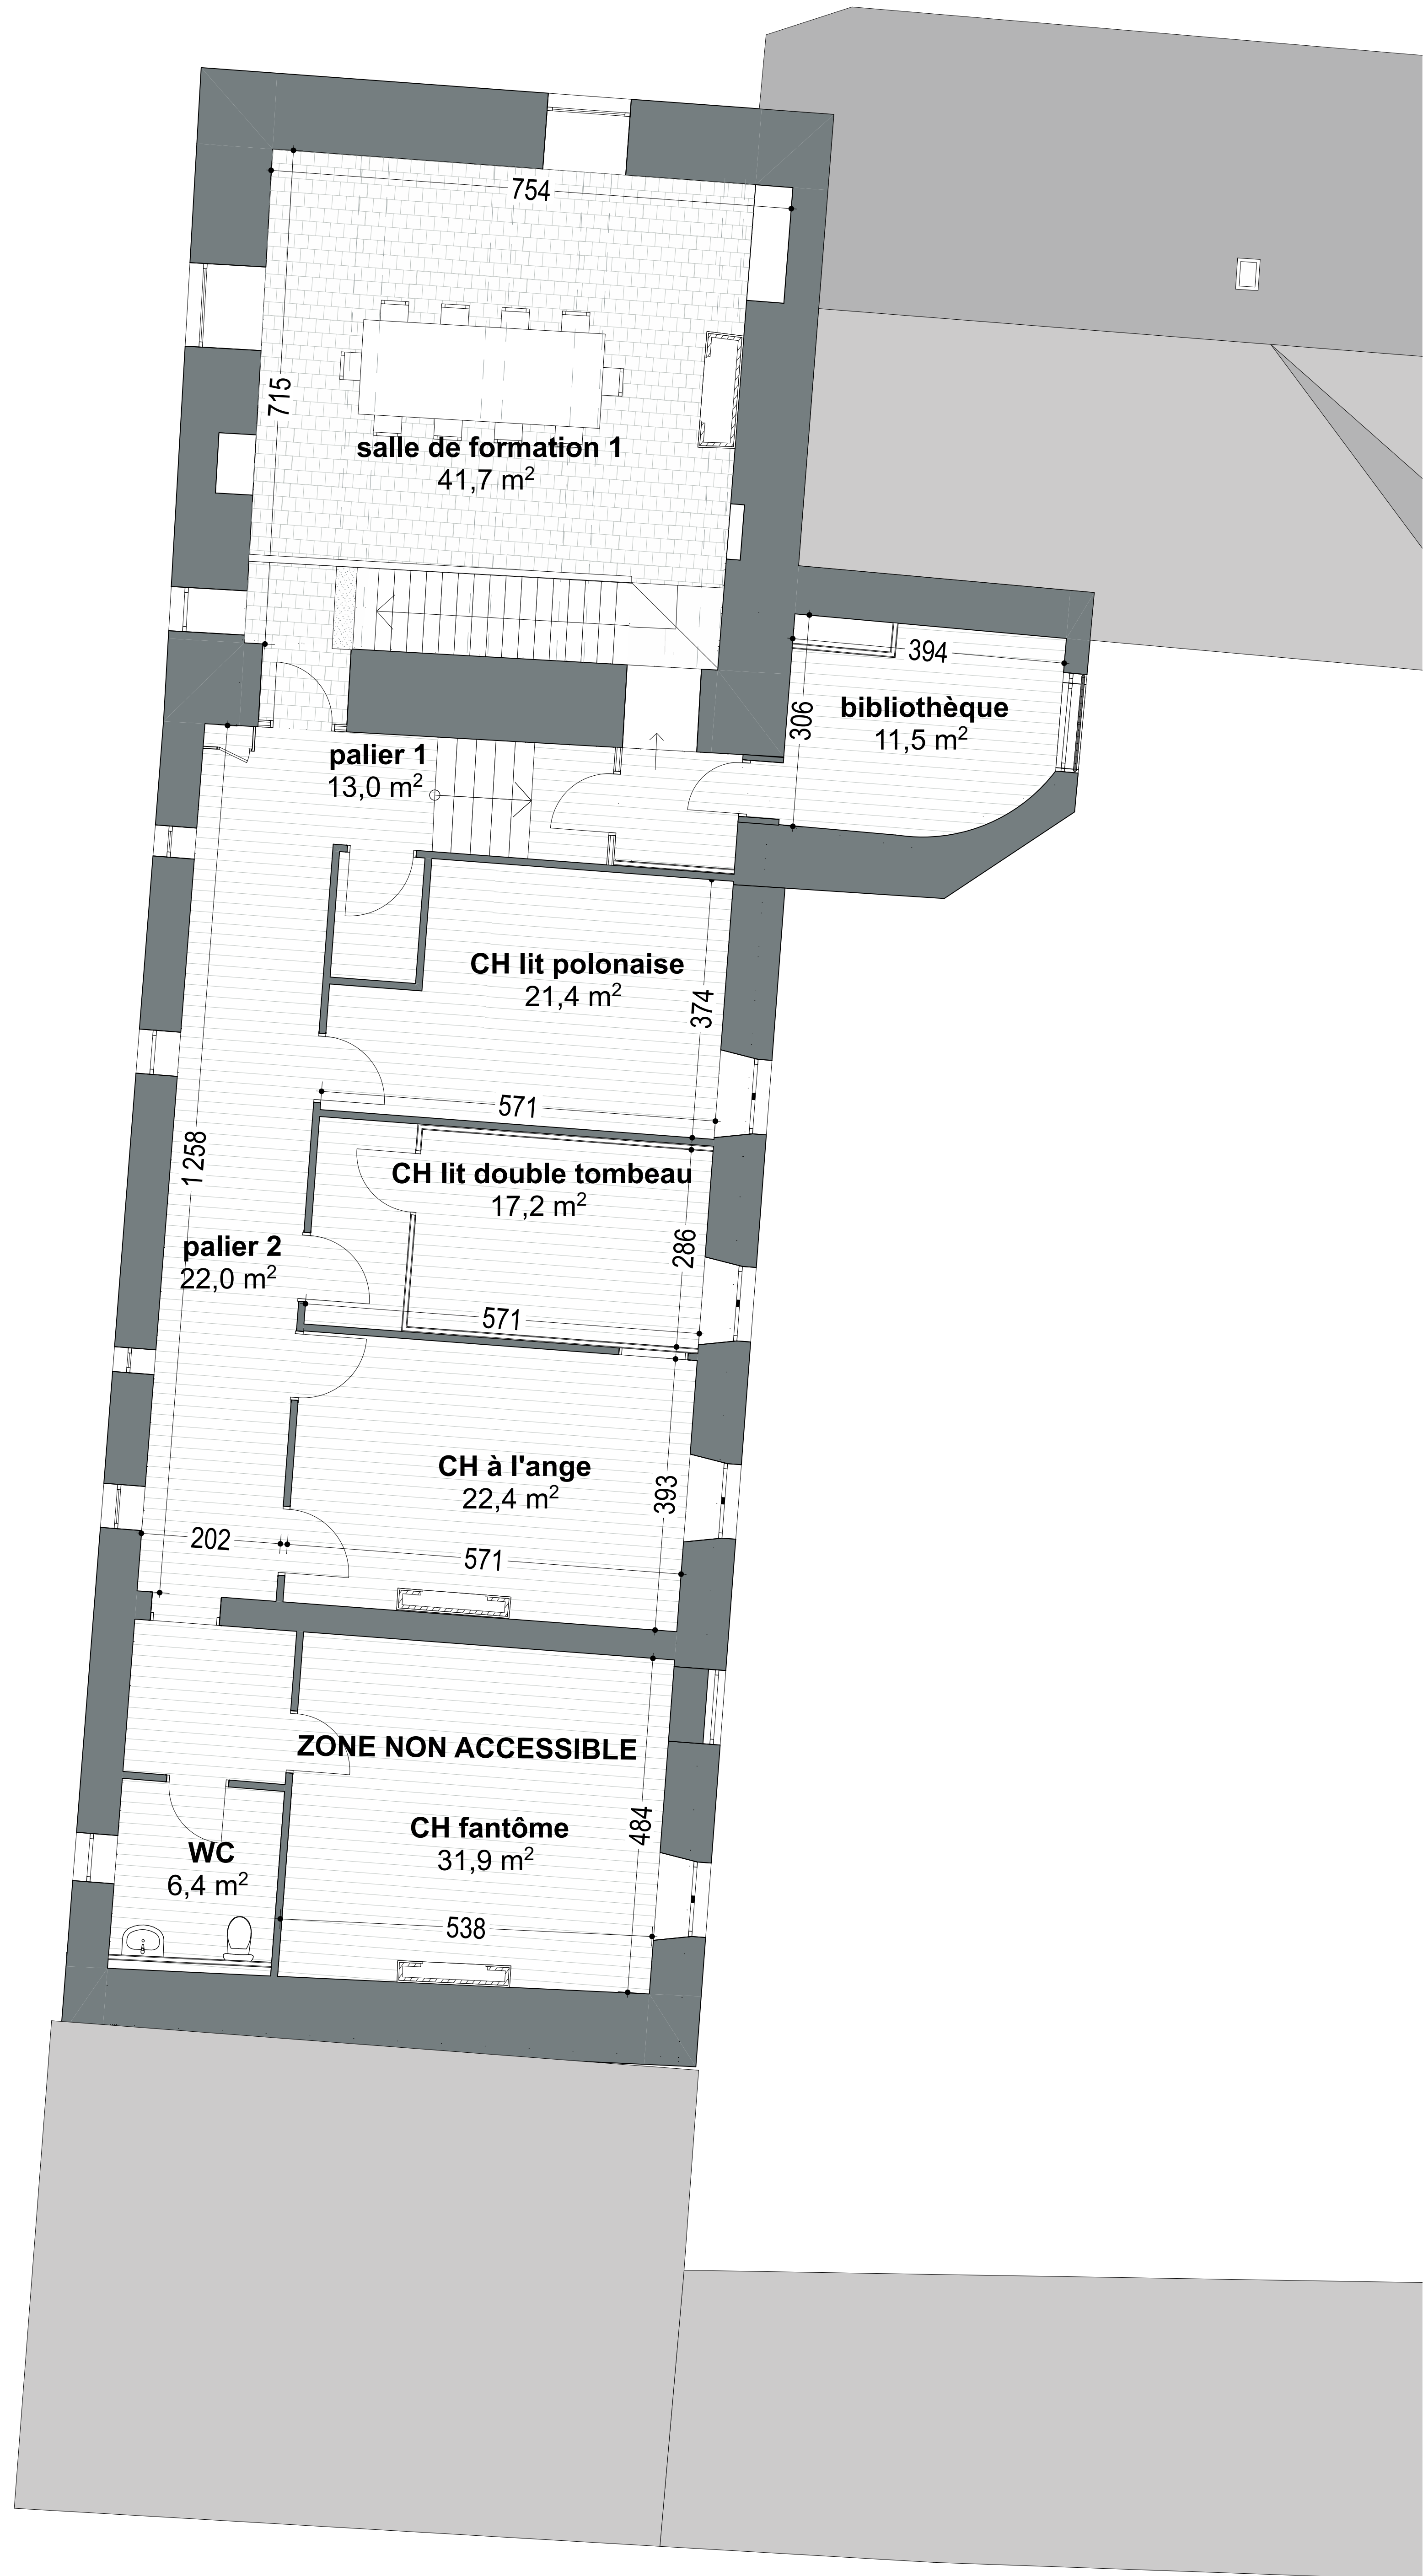 754
715
salle de formation 1
41,7 m²
394
306
bibliothèque
11,5 m²
palier 1
13,0 m²
CH lit polonaise
21,4 m²
374
571
1 258
CH lit double tombeau
17,2 m²
286
palier 2
22,0 m²
571
CH à l'ange
22,4 m²
393
202
571
ZONE NON ACCESSIBLE
CH fantôme
31,9 m²
484
WC
6,4 m²
538